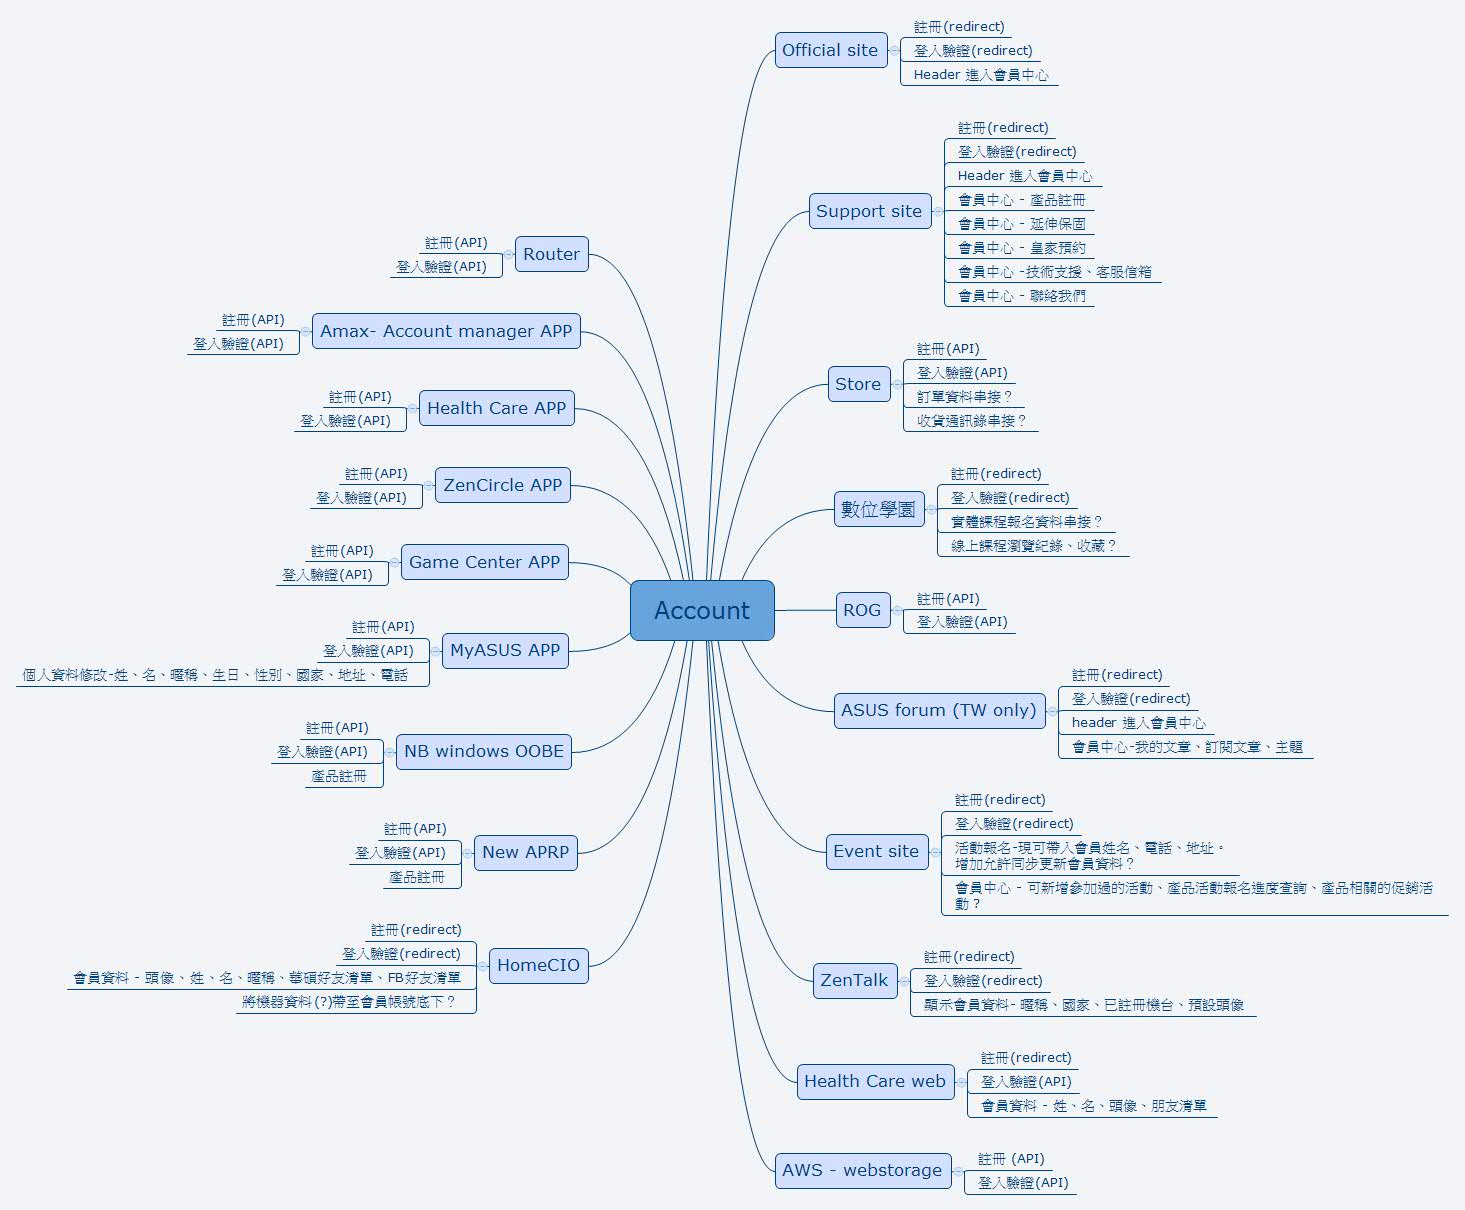 Account
Official site
註冊(redirect)
登入驗證(redirect)
Header 進入會員中心
Support site
註冊(redirect)
登入驗證(redirect)
Header 進入會員中心
會員中心 - 產品註冊
會員中心 - 延伸保固
會員中心 - 皇家預約
會員中心 -技術支援、客服信箱
會員中心 - 聯絡我們
Store
註冊(API)
登入驗證(API)
訂單資料串接？
收貨通訊錄串接？
數位學園
註冊(redirect)
登入驗證(redirect)
實體課程報名資料串接？
線上課程瀏覽紀錄、收藏？
ROG
註冊(API)
登入驗證(API)
ASUS forum (TW only)
註冊(redirect)
登入驗證(redirect)
header 進入會員中心
會員中心-我的文章、訂閱文章、主題
Event site
註冊(redirect)
登入驗證(redirect)
活動報名-現可帶入會員姓名、電話、地址。
增加允許同步更新會員資料？
會員中心 - 可新增參加過的活動、產品活動報名進度查詢、產品相關的促銷活
動？
ZenTalk
註冊(redirect)
登入驗證(redirect)
顯示會員資料- 暱稱、國家、已註冊機台、預設頭像
Health Care web
註冊(redirect)
登入驗證(API)
會員資料 - 姓、名、頭像、朋友清單
AWS - webstorage
註冊 (API)
登入驗證(API)
Router
註冊(API)
登入驗證(API)
Amax- Account manager APP
註冊(API)
登入驗證(API)
Health Care APP
註冊(API)
登入驗證(API)
ZenCircle APP
註冊(API)
登入驗證(API)
Game Center APP
註冊(API)
登入驗證(API)
MyASUS APP
註冊(API)
登入驗證(API)
個人資料修改-姓、名、暱稱、生日、性別、國家、地址、電話
NB windows OOBE
註冊(API)
登入驗證(API)
產品註冊
New APRP
註冊(API)
登入驗證(API)
產品註冊
HomeCIO
註冊(redirect)
登入驗證(redirect)
會員資料 - 頭像、姓、名、暱稱、華碩好友清單、FB好友清單
將機器資料(?)帶至會員帳號底下？